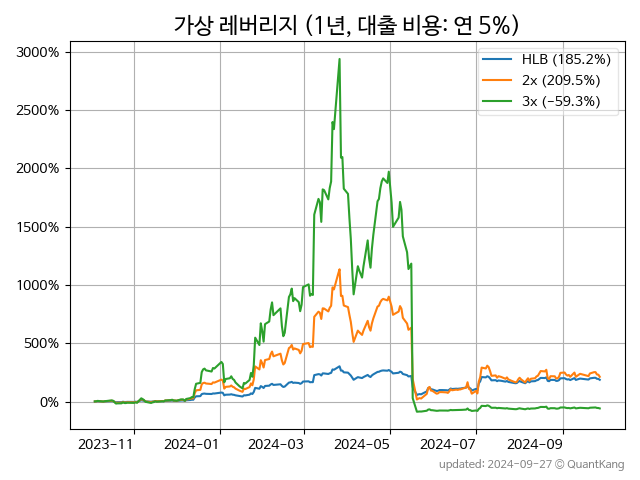 가상 레버리지 (1년, 대출 비용: 연 5%)
3000%
2500%
2000%
1500%
1000%
500%
0%
HLB (185.2%)
2x (209.5%)
3x (-59.3%)
2023-11
2024-01
2024-03
2024-05
2024-07
2024-09
updated: 2024-09-27 © QuantKang